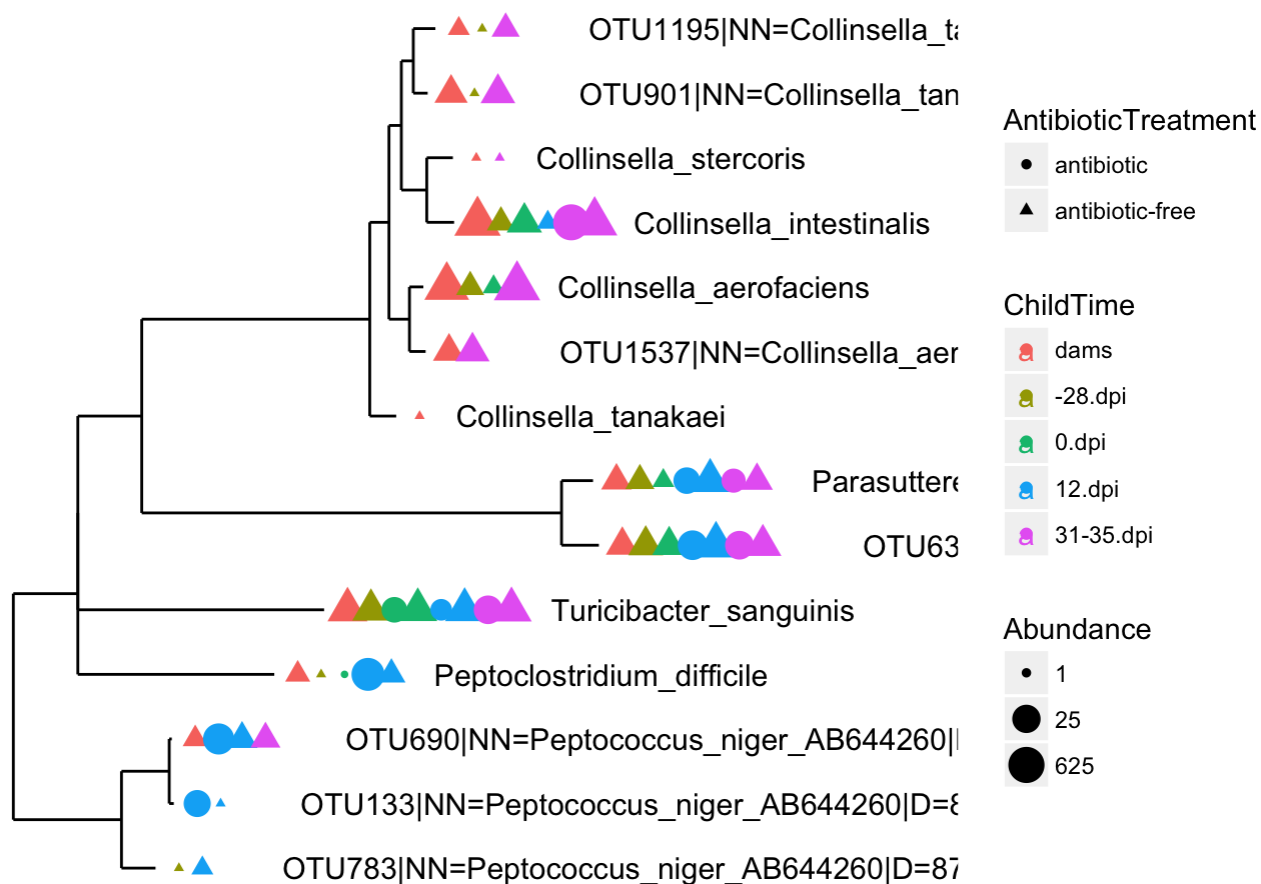 OTU1195|NN=Collinsella_ta
OTU901|NN=Collinsella_tan
Collinsella_stercoris
Collinsella_intestinalis
Collinsella_aerofaciens
OTU1537|NN=Collinsella_aer
Collinsella_tanakaei
Parasuttere
OTU63
Turicibacter_sanguinis
Peptoclostridium_difficile
OTU690|NN=Peptococcus_niger_AB644260|
OTU133|NN=Peptococcus_niger_AB644260|D=8
OTU783|NN=Peptococcus_niger_AB644260|D=87
AntibioticTreatment
antibiotic
antibiotic-free
ChildTime
a dams
a -28.dpi
a 0.dpi
a 12.dpi
a 31-35.dpi
Abundance
1
25
625